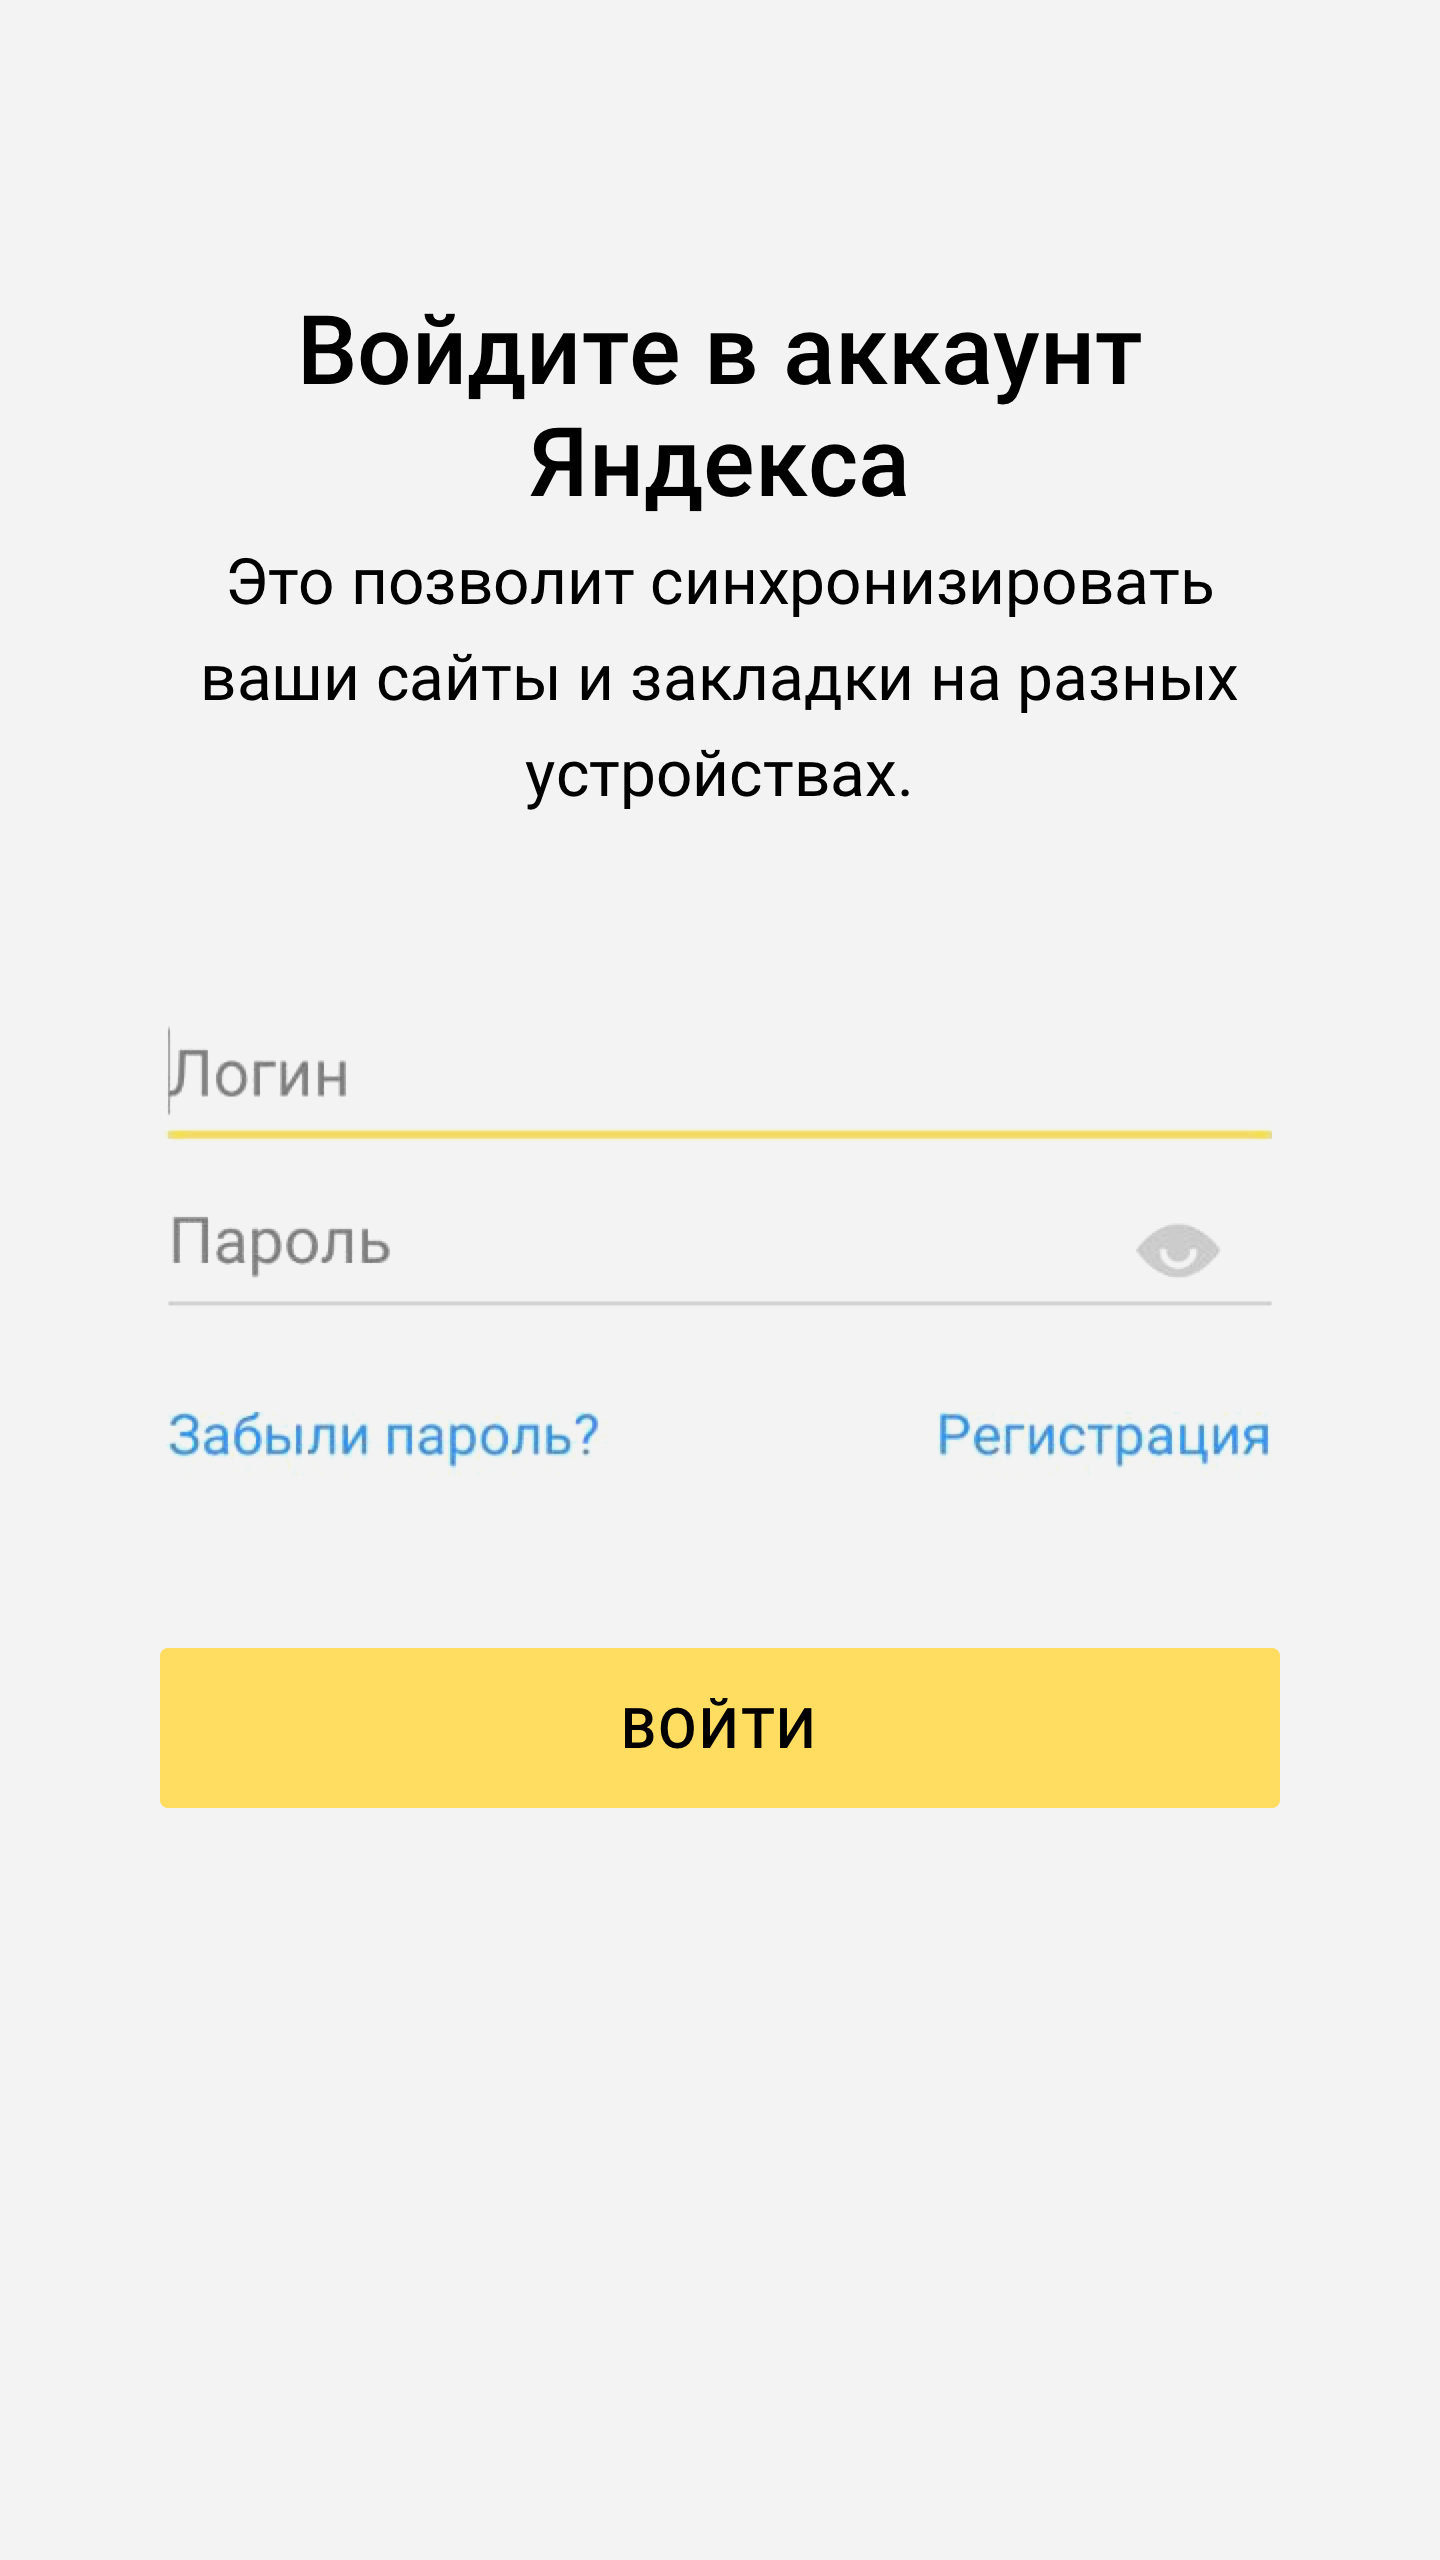 Войдите в аккаунт
Яндекса
Это позволит синхронизировать
ваши сайты и закладки на разных
устройствах.
Логин
Пароль
Забыли пароль? Регистрация
ВОЙТИ